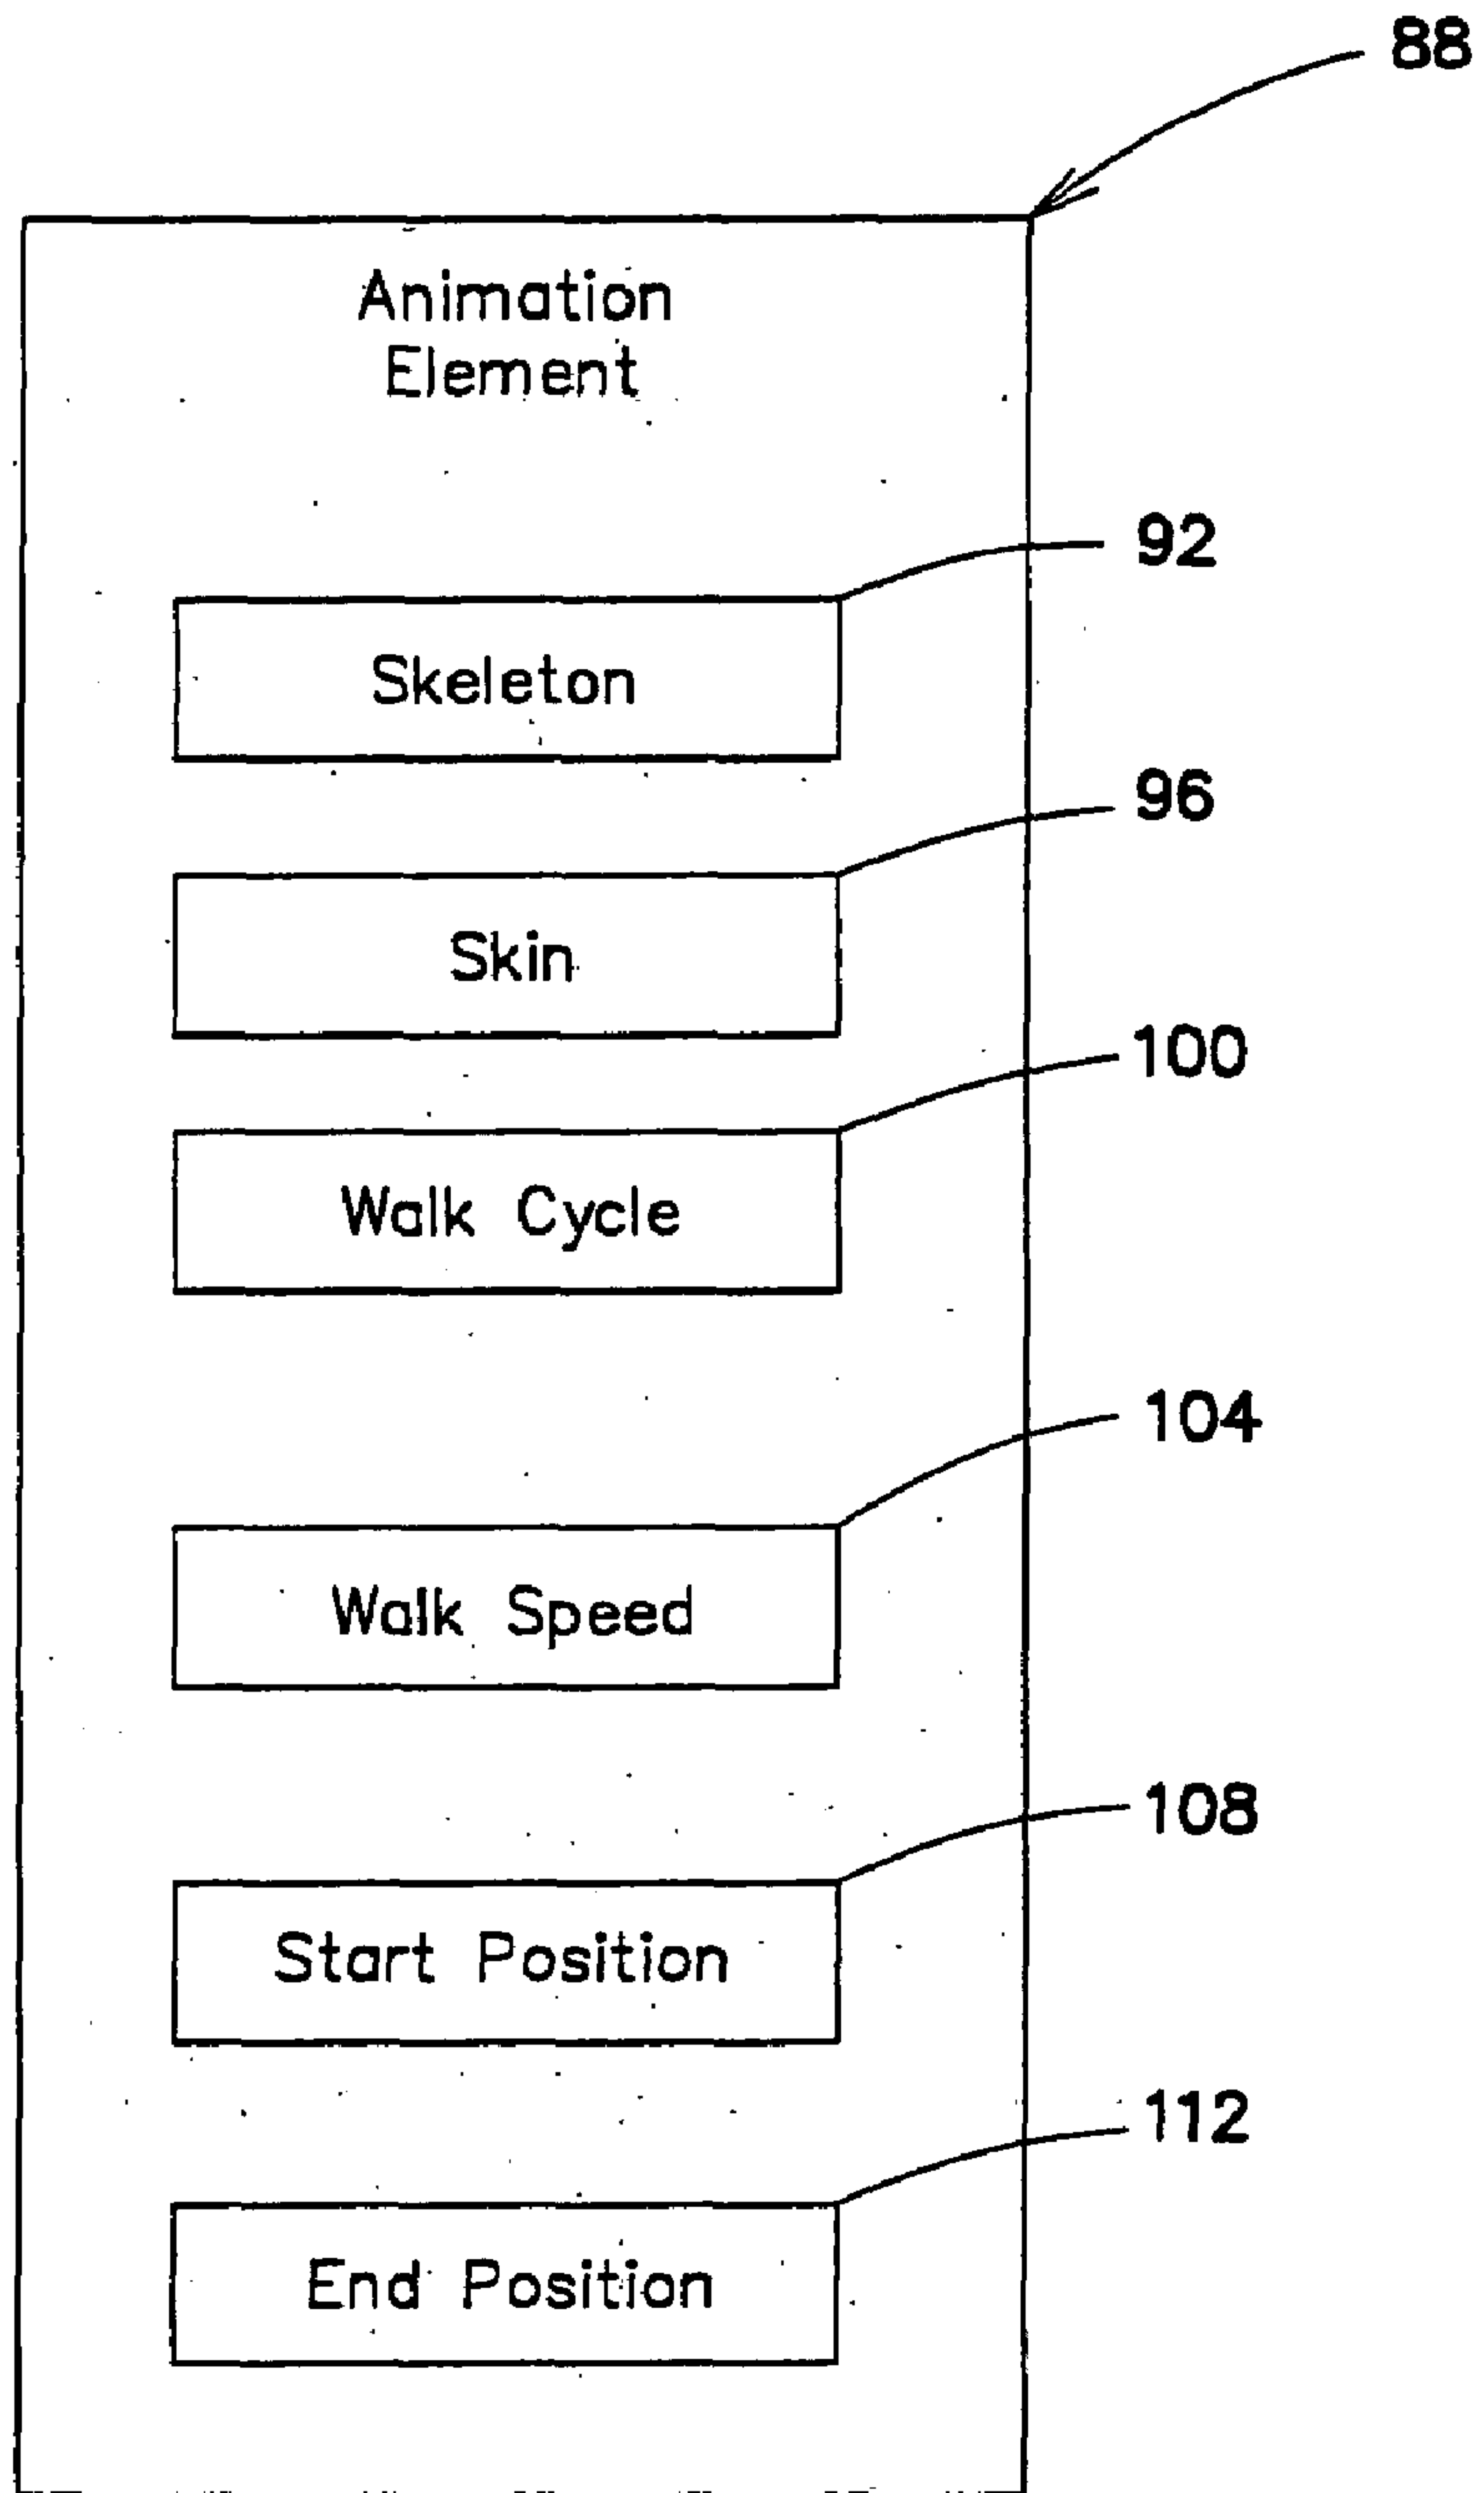 88
Animation
Element
92
Skeleton
96
Skin
100
Walk Cycle
104
Walk Speed
108
Start Position
112
End Position